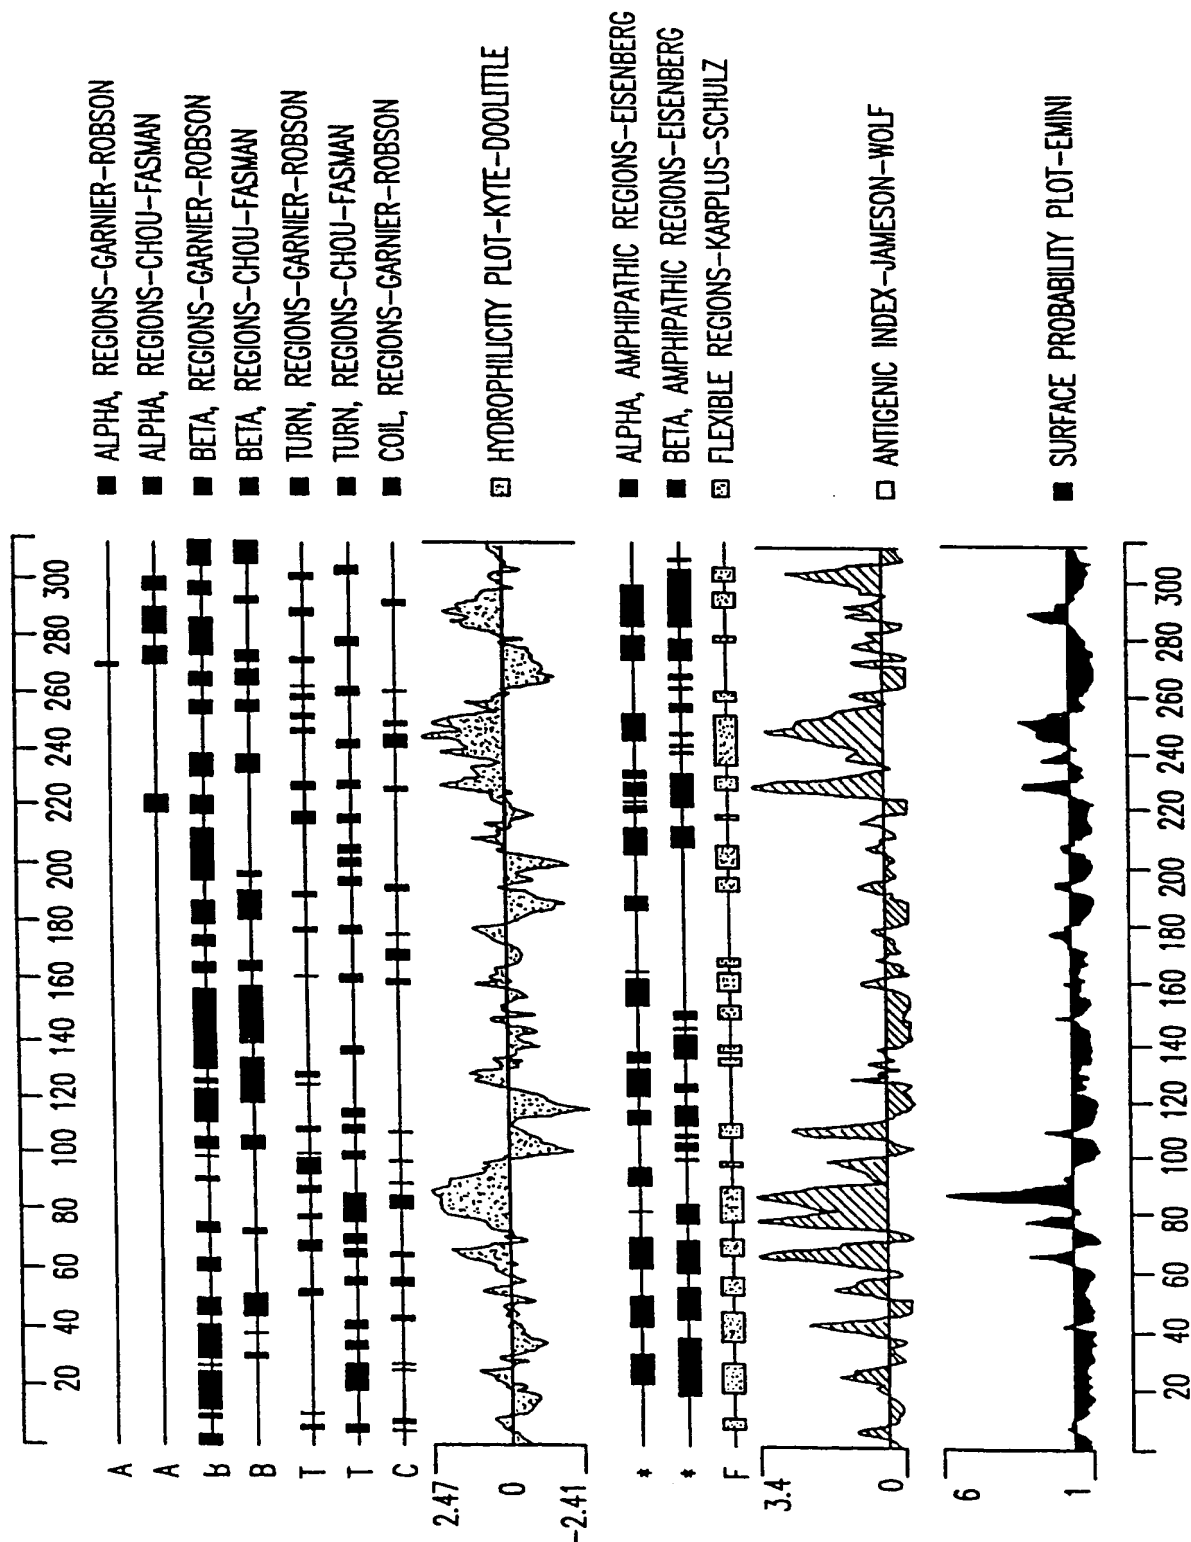 20 40 60 80 100 120 140 160 180 200 220 240 260 280 300
A ■ ALPHA, REGIONS-GARNIER-ROBSON
A ■ ALPHA, REGIONS-CHOU-FASMAN
B ■ BETA, REGIONS-GARNIER-ROBSON
B ■ BETA, REGIONS-CHOU-FASMAN
T ■ TURN, REGIONS-GARNIER-ROBSON
T ■ TURN, REGIONS-CHOU-FASMAN
C ■ COIL, REGIONS-GARNIER-ROBSON
2.47
0
-2.41
HYDROPHILICITY PLOT-KYTE-DOOLITTLE
* ■ ALPHA, AMPHIPATHIC REGIONS-EISENBERG
* ■ BETA, AMPHIPATHIC REGIONS-EISENBERG
F FLEXIBLE REGIONS-KARPLUS-SCHULZ
3.4
0
□ ANTIGENIC INDEX-JAMESON-WOLF
6
1
■ SURFACE PROBABILITY PLOT-EMINI
20 40 60 80 100 120 140 160 180 200 220 240 260 280 300